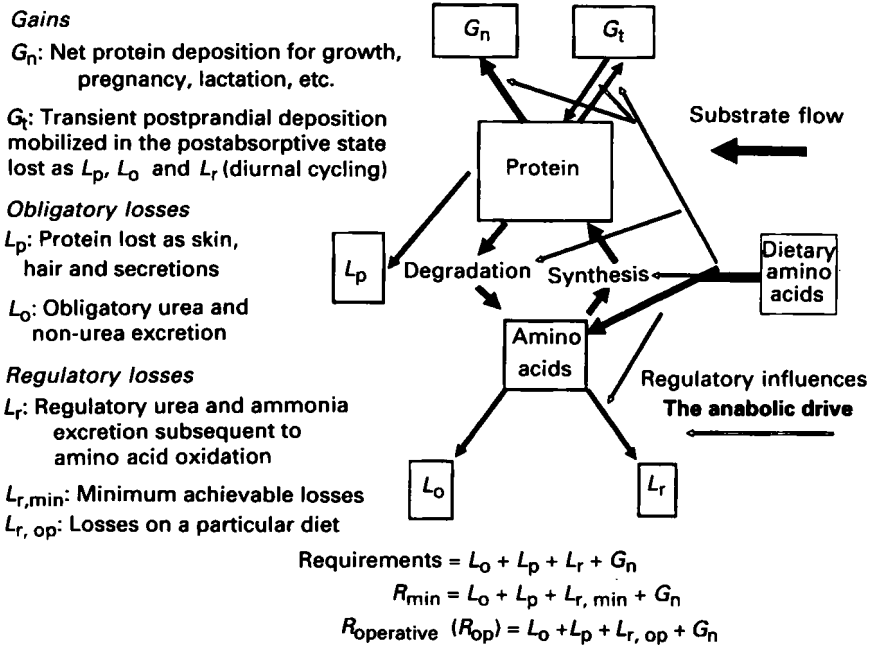 Gains
Gn: Net protein deposition for growth,
pregnancy, lactation, etc.
Gt: Transient postprandial deposition
mobilized in the postabsorptive state
lost as Lp, Lo and Lr (diurnal cycling)
Obligatory losses
Lp: Protein lost as skin,
hair and secretions
Lo: Obligatory urea and
non-urea excretion
Regulatory losses
Lr: Regulatory urea and ammonia
excretion subsequent to
amino acid oxidation
Lr,min: Minimum achievable losses
Lr, op: Losses on a particular diet
Gn
Gt
Substrate flow
Protein
Lp
Degradation
Synthesis
Dietary
amino
acids
Amino
acids
Regulatory influences
The anabolic drive
Lo
Lr
Requirements = Lo + Lp + Lr + Gn
Rmin = Lo + Lp + Lr, min + Gn
Roperative (Rop) = Lo +Lp + Lr, op + Gn